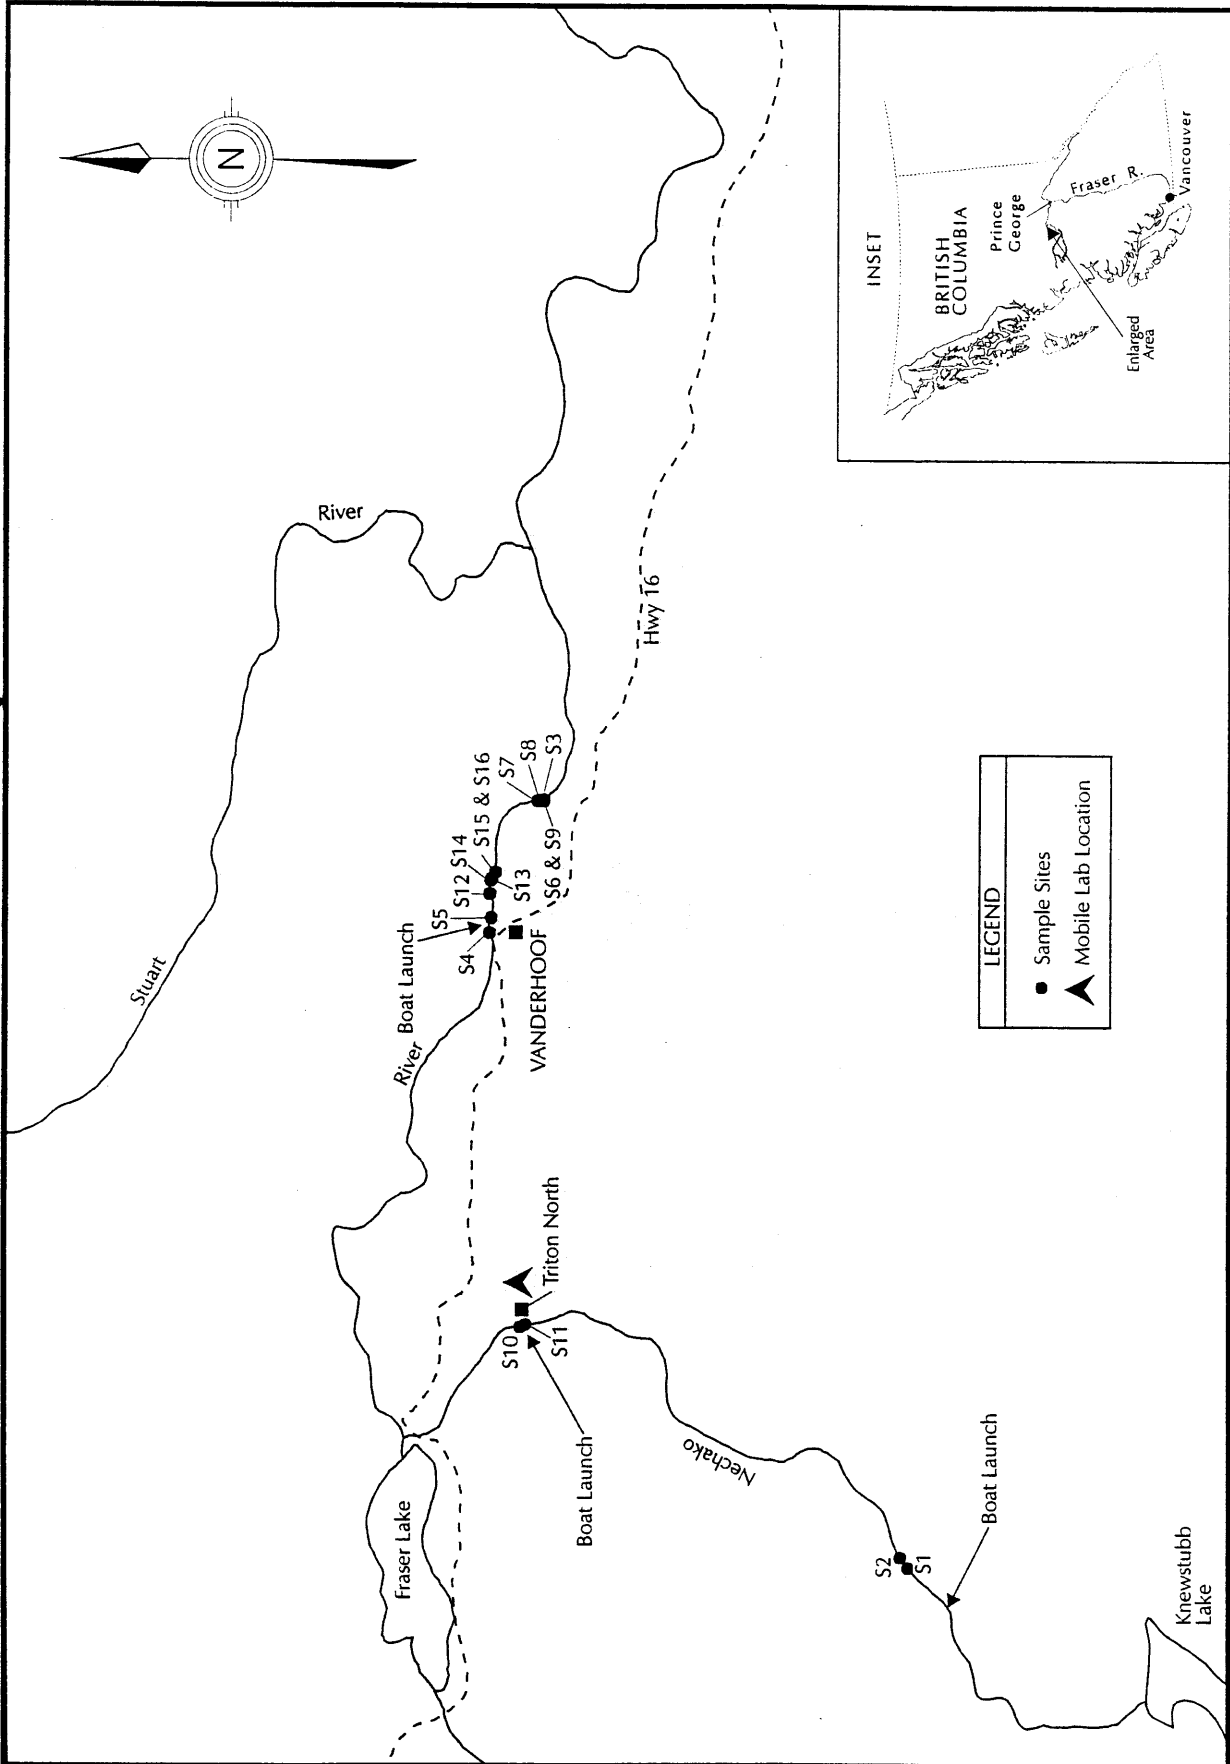 N
River
Stuart
Hwy 16
S15 & S16
S7
S8
S3
S12
S14
S5
Boat Launch
S4
S13
S6 & S9
River
VANDERHOOF
Triton North
S10
S11
Boat Launch
Fraser Lake
Nechako
Boat Launch
S2
S1
Knewstubb
Lake
LEGEND
Sample Sites
Mobile Lab Location
INSET
BRITISH
COLUMBIA
Prince
George
Fraser R.
Vancouver
Enlarged
Area